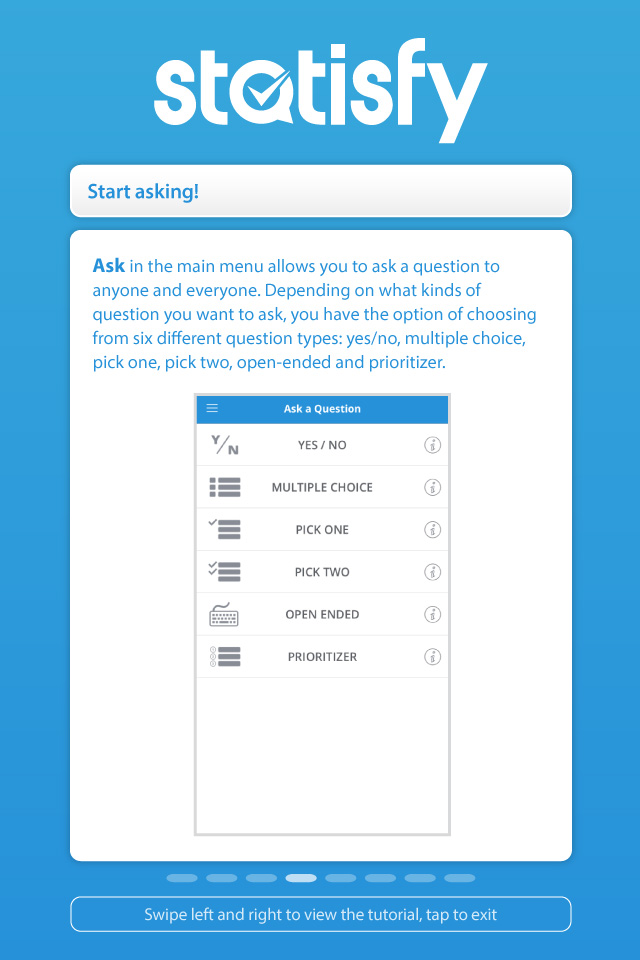 statisfy
Start asking!
Ask in the main menu allows you to ask a question to
anyone and everyone. Depending on what kinds of
question you want to ask, you have the option of choosing
from six different question types: yes/no, multiple choice,
pick one, pick two, open-ended and prioritizer.
Ask a Question
Y/N YES / NO i
MULTIPLE CHOICE i
PICK ONE i
PICK TWO i
OPEN ENDED i
PRIORITIZER i
Swipe left and right to view the tutorial, tap to exit